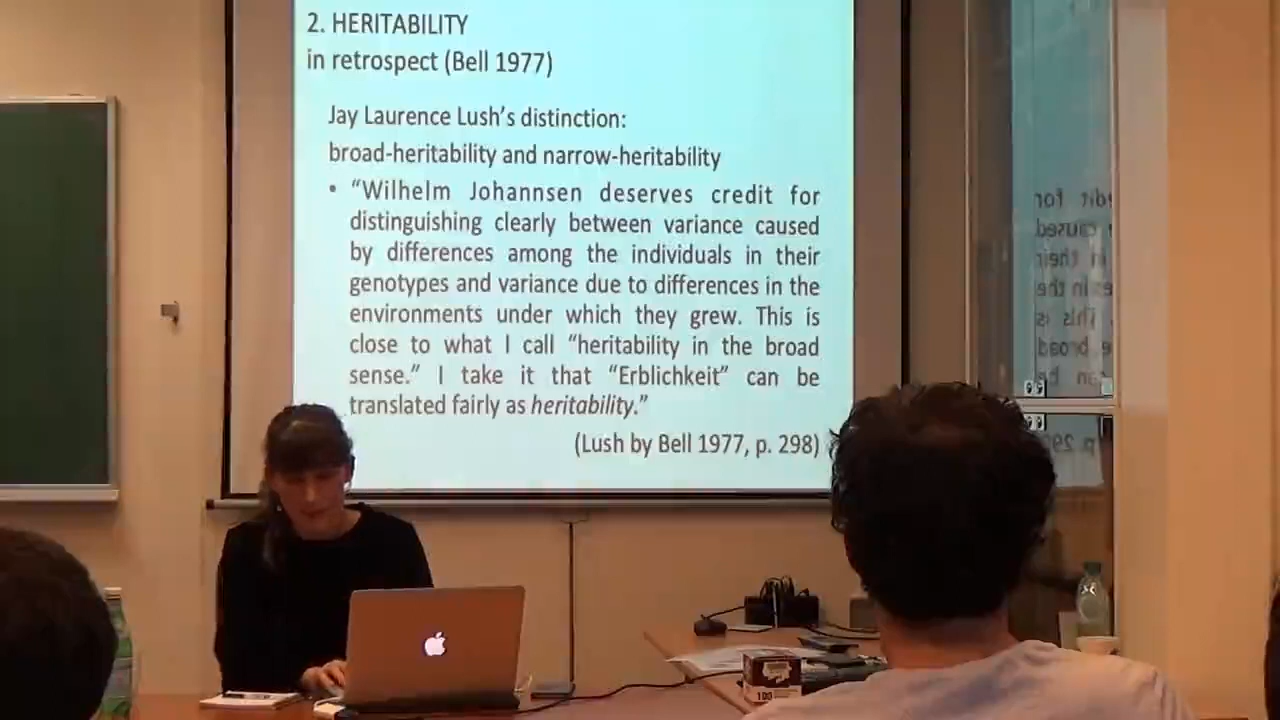 2. HERITABILITY
in retrospect (Bell 1977)
Jay Laurence Lush’s distinction:
broad-heritability and narrow-heritability
• “Wilhelm Johannsen deserves credit for
distinguishing clearly between variance caused
by differences among the individuals in their
genotypes and variance due to differences in the
environments under which they grew. This is
close to what I call “heritability in the broad
sense.” I take it that “Erblichkeit” can be
translated fairly as heritability.”
(Lush by Bell 1977, p. 298)
100